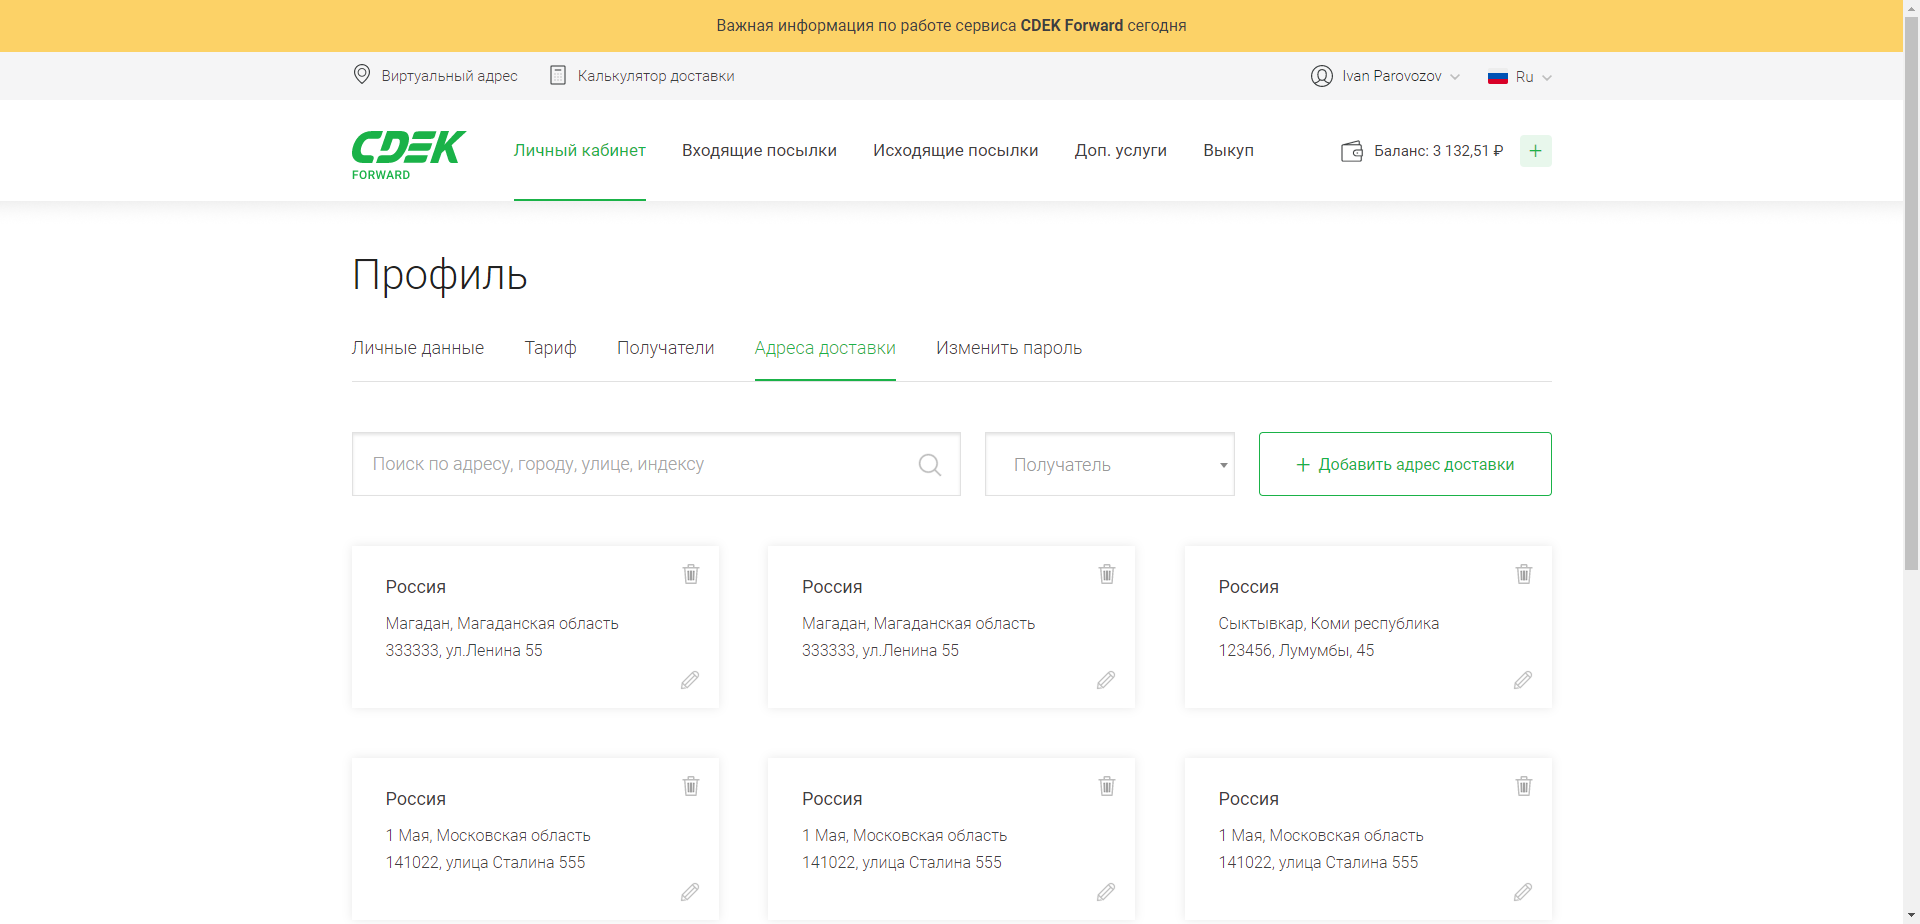 Важная информация по работе сервиса CDEK Forward сегодня
Виртуальный адрес
Калькулятор доставки
Ivan Parovozov
Ru
CDEK
FORWARD
Личный кабинет
Входящие посылки
Исходящие посылки
Доп. услуги
Выкуп
Баланс: 3 132,51 ₽
+
Профиль
Личные данные
Тариф
Получатели
Адреса доставки
Изменить пароль
Поиск по адресу, городу, улице, индексу
Получатель
+ Добавить адрес доставки
Россия
Магадан, Магаданская область
333333, ул.Ленина 55
Россия
Магадан, Магаданская область
333333, ул.Ленина 55
Россия
Сыктывкар, Коми республика
123456, Лумумбы, 45
Россия
1 Мая, Московская область
141022, улица Сталина 555
Россия
1 Мая, Московская область
141022, улица Сталина 555
Россия
1 Мая, Московская область
141022, улица Сталина 555